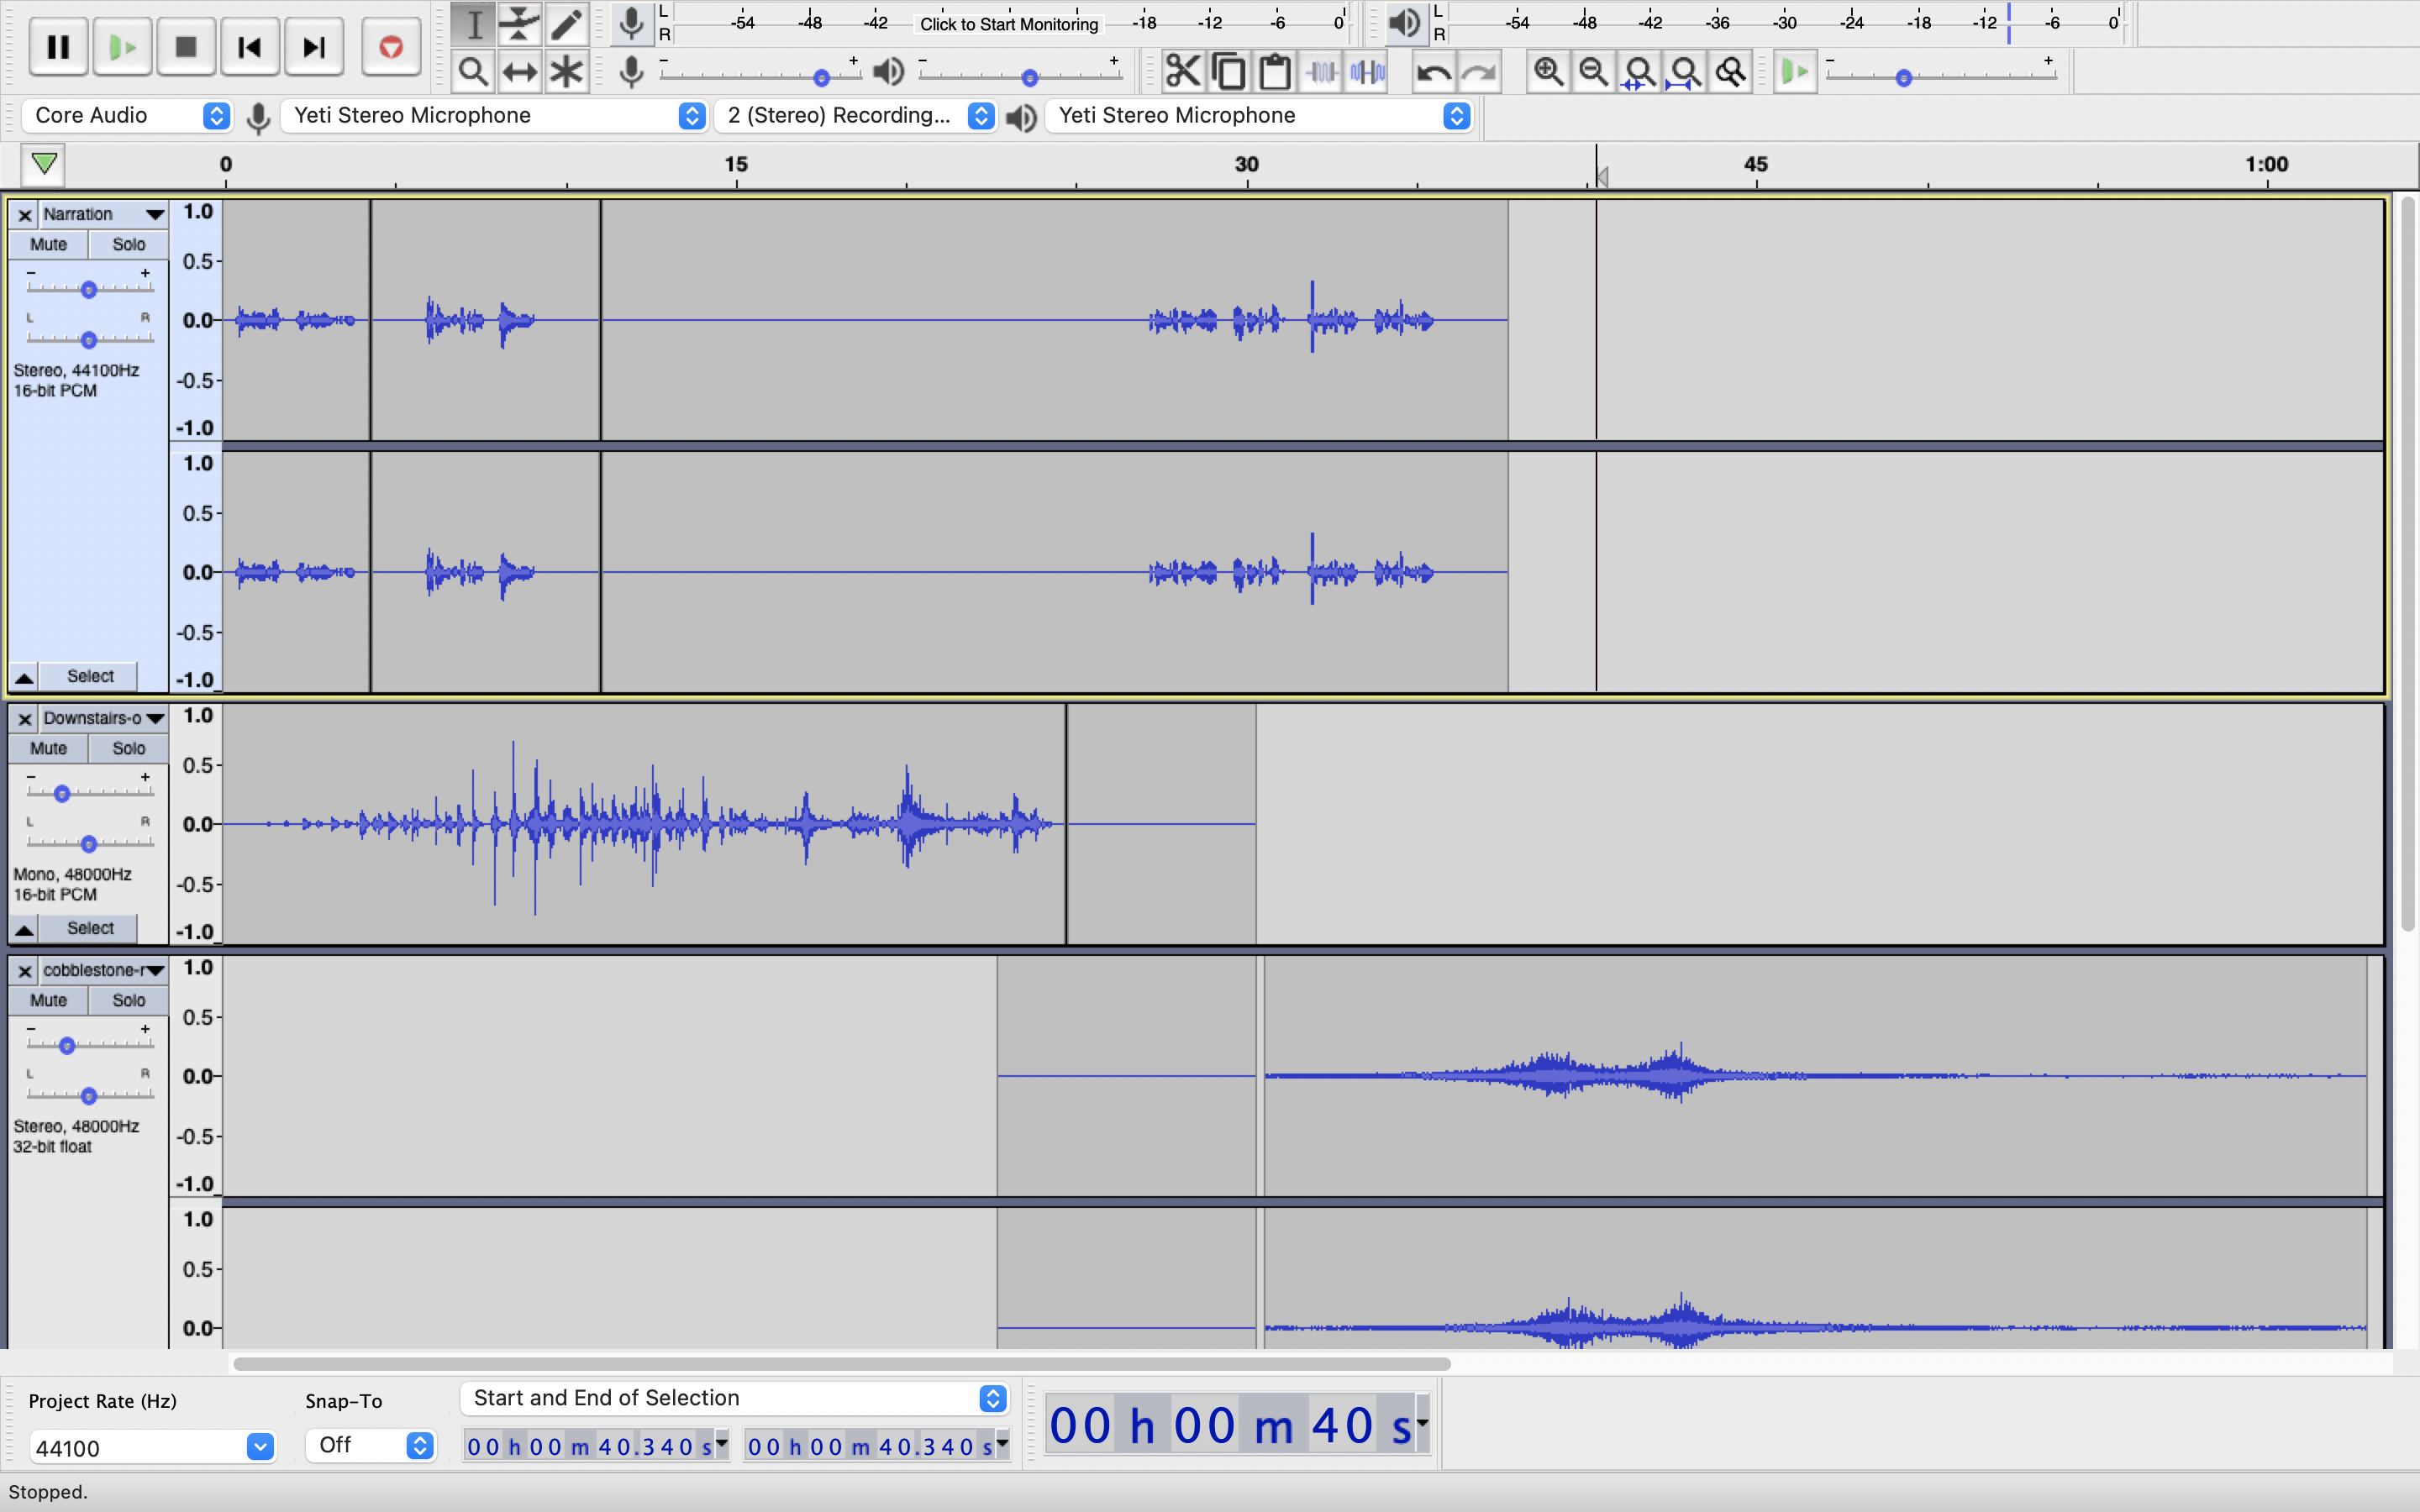 L
R
-54 -48 -42 Click to Start Monitoring -18 -12 -6 0
L
R
-54 -48 -42 -36 -30 -24 -18 -12 -6 0
- +
- +
- +
Core Audio
Yeti Stereo Microphone
2 (Stereo) Recording...
Yeti Stereo Microphone
0 15 30 45 1:00
Narration
Mute Solo
- +
L R
Stereo, 44100Hz
16-bit PCM
Select
1.0
0.5
0.0
-0.5
-1.0
1.0
0.5
0.0
-0.5
-1.0
Downstairs-o
Mute Solo
- +
L R
Mono, 48000Hz
16-bit PCM
Select
1.0
0.5
0.0
-0.5
-1.0
cobblestone-r
Mute Solo
- +
L R
Stereo, 48000Hz
32-bit float
1.0
0.5
0.0
-0.5
-1.0
1.0
0.5
0.0
Project Rate (Hz)
44100
Snap-To
Off
Start and End of Selection
00 h 00 m 40.340 s
00 h 00 m 40.340 s
00 h 00 m 40 s
Stopped.